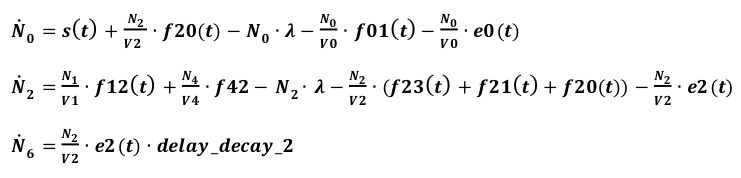 Ṅ₀ = s(t) + N₂/V2 · f20(t) − N₀ · λ − N₀/V0 · f01(t) − N₀/V0 · e0(t)
Ṅ₂ = N₁/V1 · f12(t) + N₄/V4 · f42 − N₂ · λ − N₂/V2 · (f23(t) + f21(t) + f20(t)) − N₂/V2 · e2(t)
Ṅ₆ = N₂/V2 · e2(t) · delay_decay_2